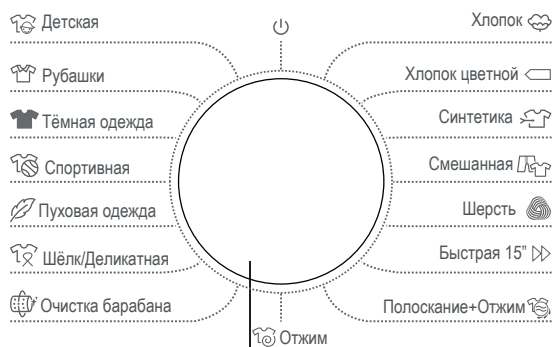 Детская
Рубашки
Тёмная одежда
Спортивная
Пуховая одежда
Шёлк/Деликатная
Очистка барабана
Отжим
Хлопок
Хлопок цветной
Синтетика
Смешанная
Шерсть
Быстрая 15”
Полоскание+Отжим